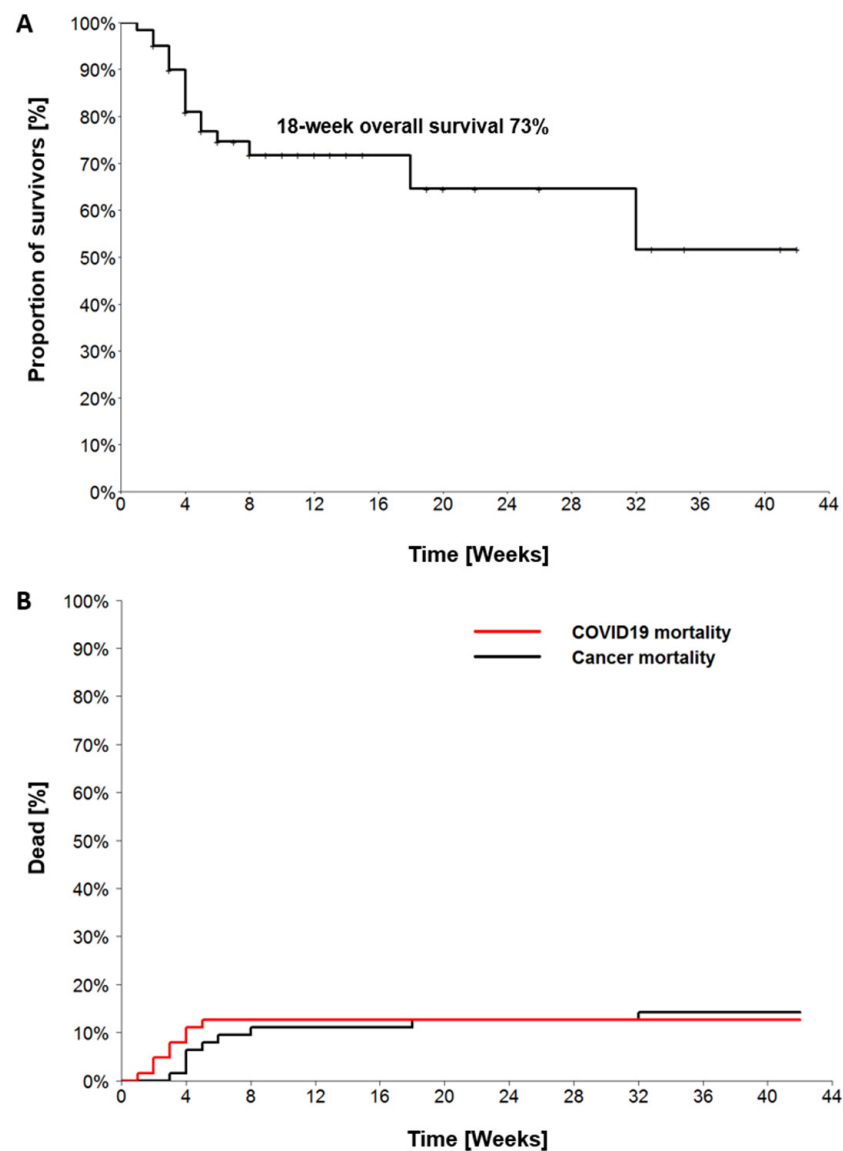 A
100%
90%
80%
70%
60%
50%
40%
30%
20%
10%
0%
Proportion of survivors [%]
18-week overall survival 73%
0 4 8 12 16 20 24 28 32 36 40 44
Time [Weeks]
B
100%
90%
80%
70%
60%
50%
40%
30%
20%
10%
0%
Dead [%]
COVID19 mortality
Cancer mortality
0 4 8 12 16 20 24 28 32 36 40 44
Time [Weeks]